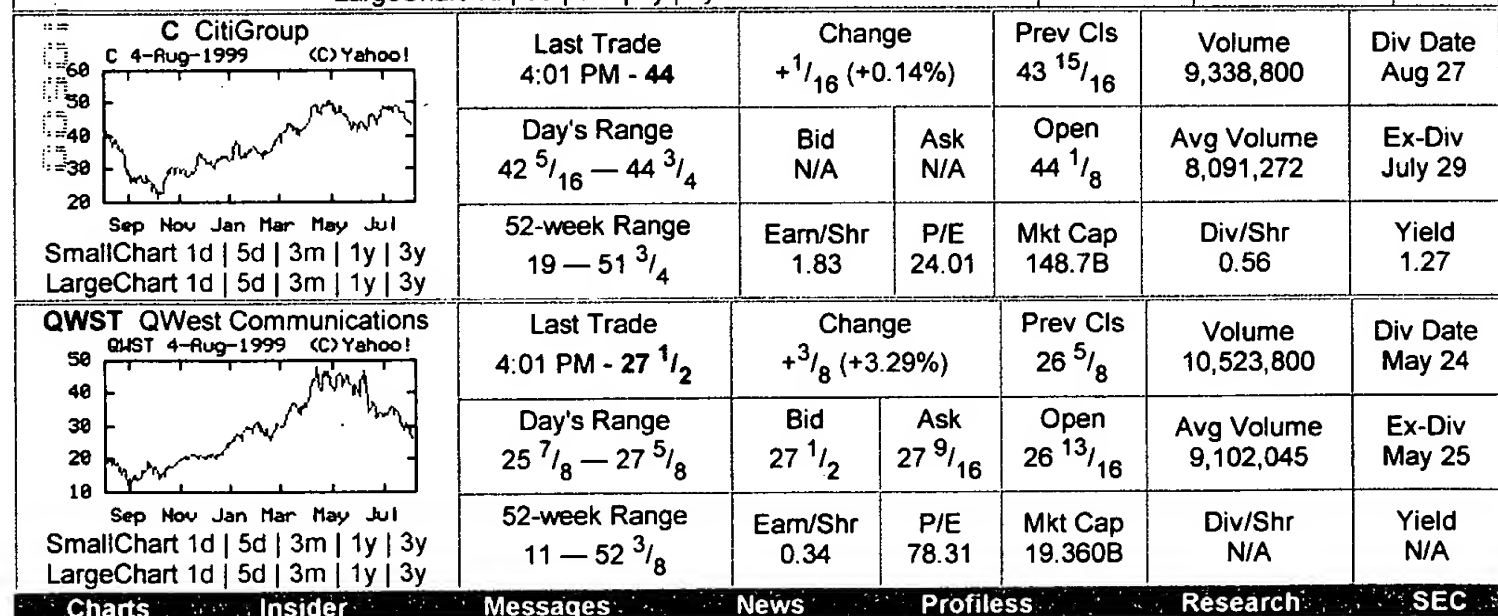 C CitiGroup
C 4-Aug-1999 (C) Yahoo!
60
50
40
30
20
Sep Nov Jan Mar May Jul
SmallChart 1d | 5d | 3m | 1y | 3y
LargeChart 1d | 5d | 3m | 1y | 3y
Last Trade
4:01 PM - 44
Change
+1/16 (+0.14%)
Prev Cls
43 15/16
Volume
9,338,800
Div Date
Aug 27
Day's Range
42 5/16 — 44 3/4
Bid
N/A
Ask
N/A
Open
44 1/8
Avg Volume
8,091,272
Ex-Div
July 29
52-week Range
19 — 51 3/4
Earn/Shr
1.83
P/E
24.01
Mkt Cap
148.7B
Div/Shr
0.56
Yield
1.27
QWST QWest Communications
QWST 4-Aug-1999 (C) Yahoo!
50
40
30
20
10
Sep Nov Jan Mar May Jul
SmallChart 1d | 5d | 3m | 1y | 3y
LargeChart 1d | 5d | 3m | 1y | 3y
Last Trade
4:01 PM - 27 1/2
Change
+3/8 (+3.29%)
Prev Cls
26 5/8
Volume
10,523,800
Div Date
May 24
Day's Range
25 7/8 — 27 5/8
Bid
27 1/2
Ask
27 9/16
Open
26 13/16
Avg Volume
9,102,045
Ex-Div
May 25
52-week Range
11 — 52 3/8
Earn/Shr
0.34
P/E
78.31
Mkt Cap
19.360B
Div/Shr
N/A
Yield
N/A
Charts Insider Messages News Profiless Research SEC